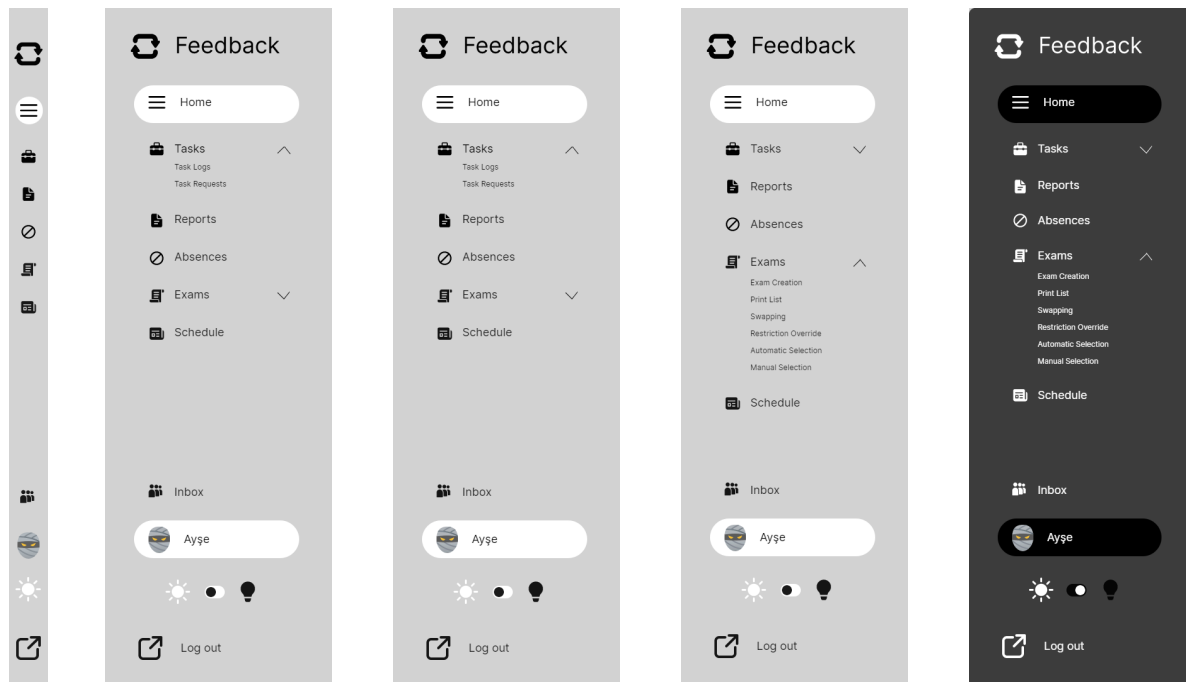 Feedback
Home
Tasks
Task Logs
Task Requests
Reports
Absences
Exams
Schedule
Inbox
Ayşe
Log out
Feedback
Home
Tasks
Task Logs
Task Requests
Reports
Absences
Exams
Schedule
Inbox
Ayşe
Log out
Feedback
Home
Tasks
Reports
Absences
Exams
Exam Creation
Print List
Swapping
Restriction Override
Automatic Selection
Manual Selection
Schedule
Inbox
Ayşe
Log out
Feedback
Home
Tasks
Reports
Absences
Exams
Exam Creation
Print List
Swapping
Restriction Override
Automatic Selection
Manual Selection
Schedule
Inbox
Ayşe
Log out